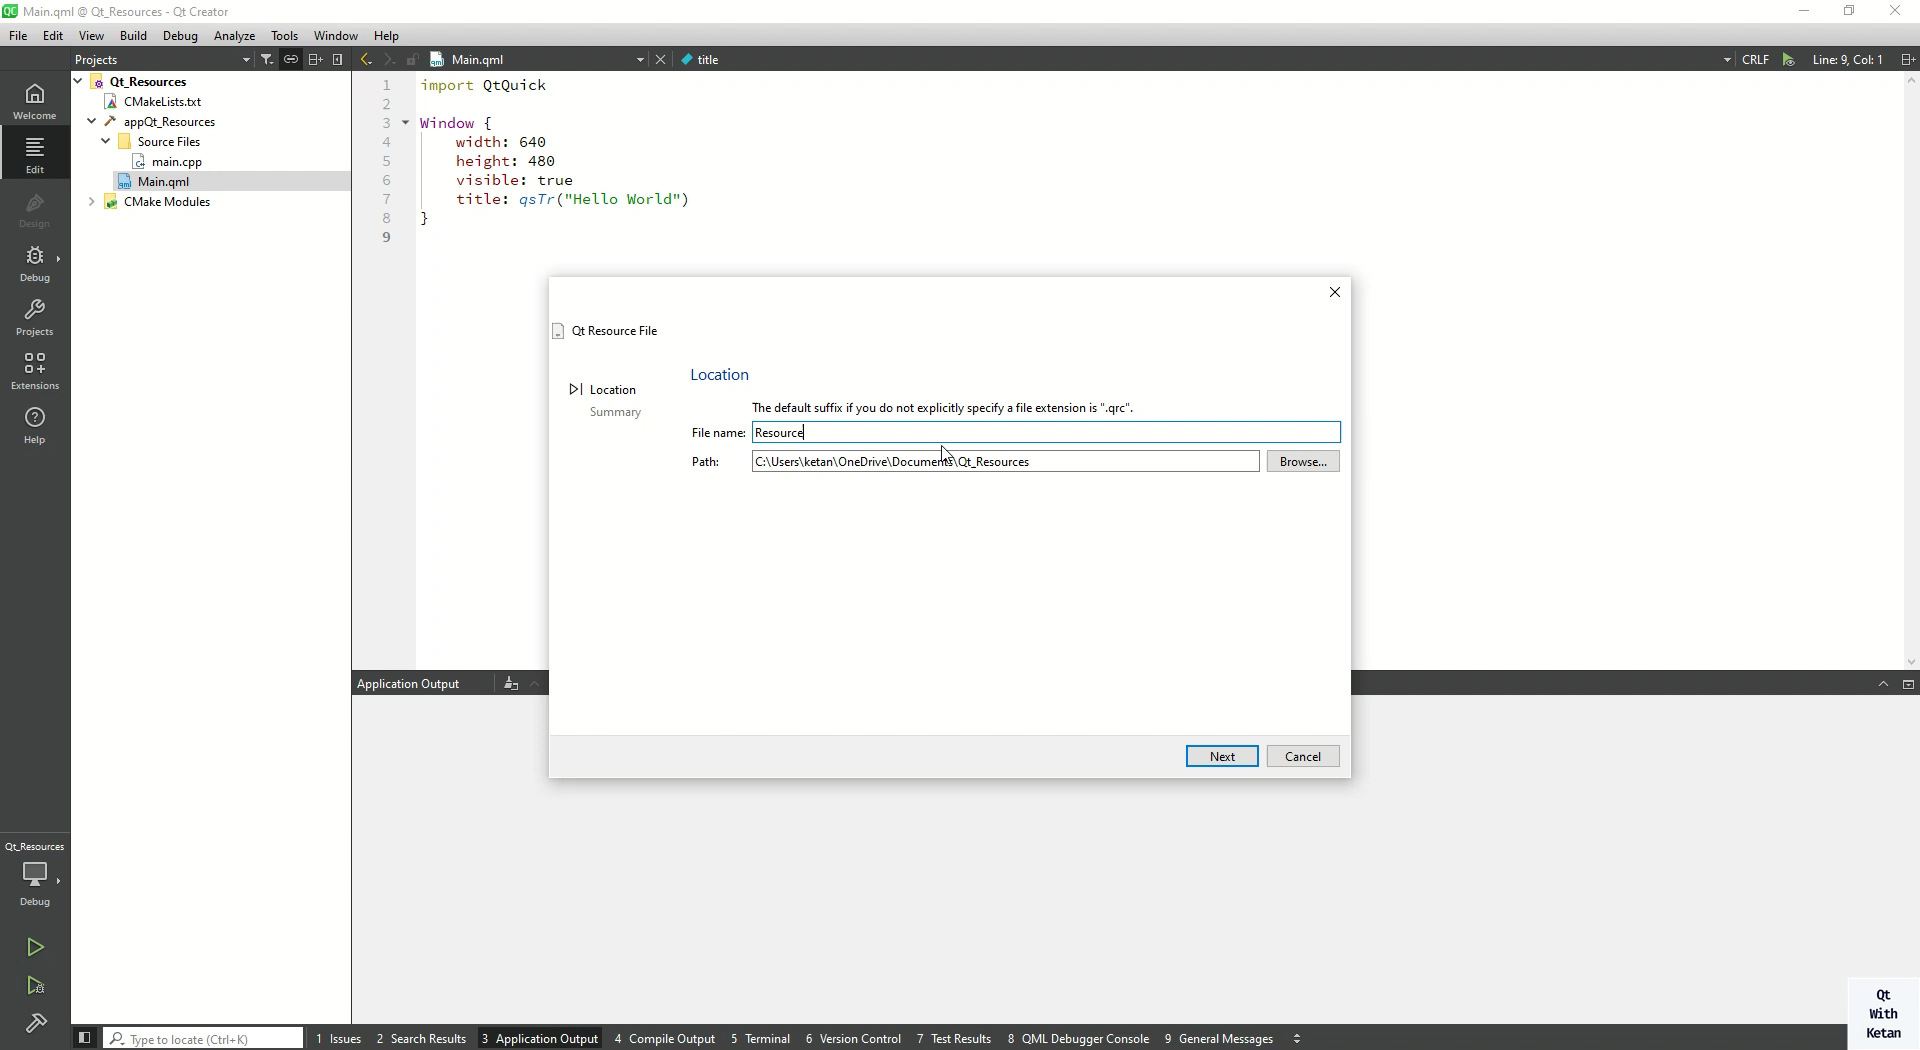 QC Main.qml @ Qt_Resources - Qt Creator
File Edit View Build Debug Analyze Tools Window Help
Projects
Main.qml
title
CRLF
Line: 9, Col: 1
Welcome
Edit
Design
Debug
Projects
Extensions
Help
Qt_Resources
CMakeLists.txt
appQt_Resources
Source Files
main.cpp
Main.qml
CMake Modules
1 import QtQuick
2
3 Window {
4 width: 640
5 height: 480
6 visible: true
7 title: qsTr("Hello World")
8 }
9
Qt Resource File
Location
Summary
Location
The default suffix if you do not explicitly specify a file extension is ".qrc".
File name: Resource
Path: C:\Users\ketan\OneDrive\Documents\Qt_Resources Browse...
Next Cancel
Application Output
Qt_Resources
Debug
Type to locate (Ctrl+K)
1 Issues 2 Search Results 3 Application Output 4 Compile Output 5 Terminal 6 Version Control 7 Test Results 8 QML Debugger Console 9 General Messages
Qt
With
Ketan